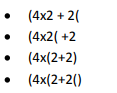 • (4x2 + 2(
• (4x2( +2
• (4x(2+2)
• (4x(2+2()